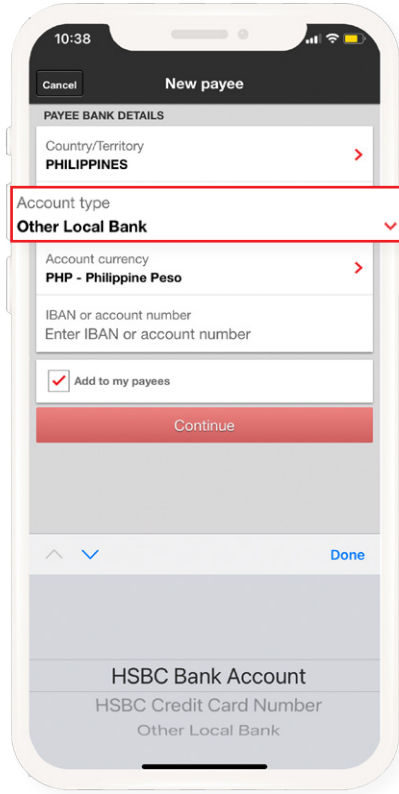 10:38
Cancel
New payee
PAYEE BANK DETAILS
Country/Territory
PHILIPPINES
Account type
Other Local Bank
Account currency
PHP - Philippine Peso
IBAN or account number
Enter IBAN or account number
Add to my payees
Continue
Done
HSBC Bank Account
HSBC Credit Card Number
Other Local Bank